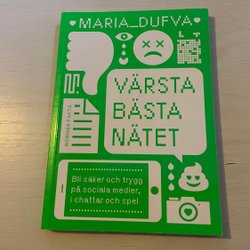 MARIA_DUFVA
VÄRSTA
BÄSTA
NÄTET
Bli säker och trygg
på sociala medier,
i chattar och spel